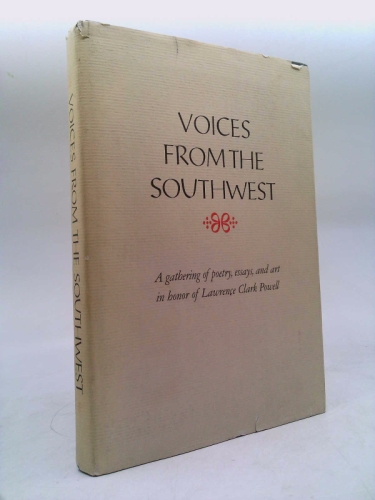 VOICES
FROM THE
SOUTHWEST
A gathering of poetry, essays, and art
in honor of Lawrence Clark Powell
VOICES FROM THE SOUTHWEST